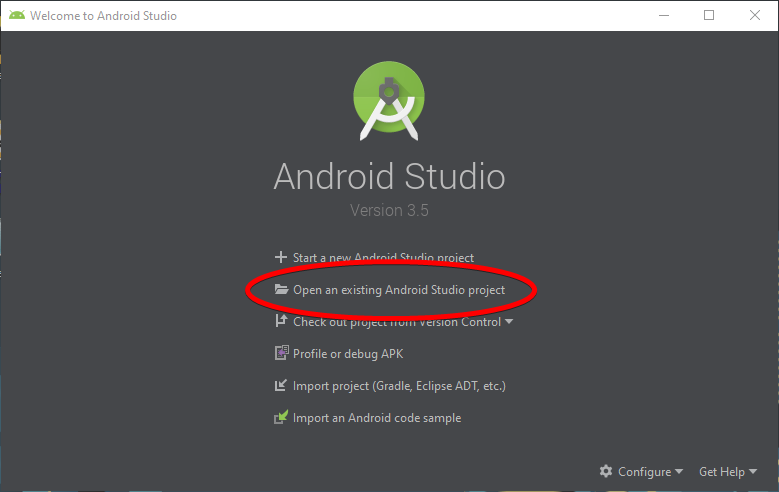 Welcome to Android Studio
Android Studio
Version 3.5
Start a new Android Studio project
Open an existing Android Studio project
Check out project from Version Control
Profile or debug APK
Import project (Gradle, Eclipse ADT, etc.)
Import an Android code sample
Configure Get Help